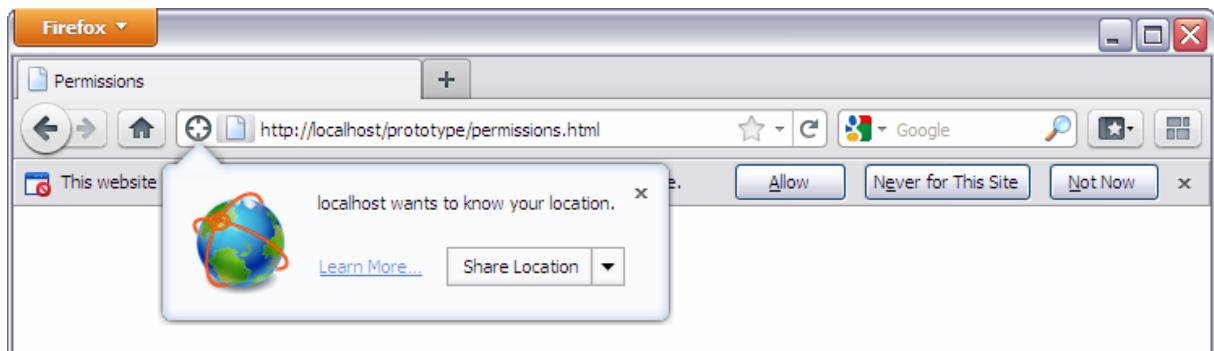 Firefox
Permissions
http://localhost/prototype/permissions.html
Google
This website
Allow
Never for This Site
Not Now
localhost wants to know your location.
Learn More...
Share Location